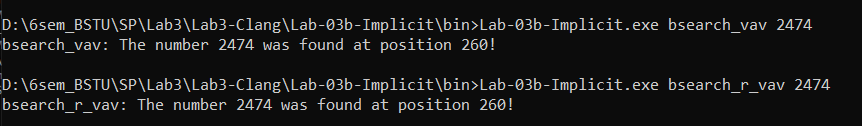 D:\6sem_BSTU\SP\Lab3\Lab3-Clang\Lab-03b-Implicit\bin>Lab-03b-Implicit.exe bsearch_vav 2474
bsearch_vav: The number 2474 was found at position 260!
D:\6sem_BSTU\SP\Lab3\Lab3-Clang\Lab-03b-Implicit\bin>Lab-03b-Implicit.exe bsearch_r_vav 2474
bsearch_r_vav: The number 2474 was found at position 260!